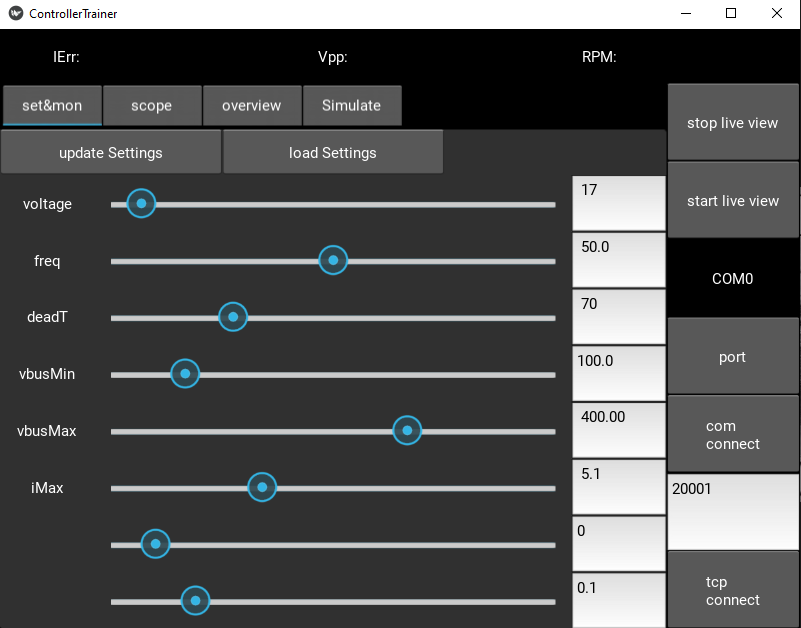 ControllerTrainer
IErr:
Vpp:
RPM:
set&mon
scope
overview
Simulate
update Settings
load Settings
voltage
17
freq
50.0
deadT
70
vbusMin
100.0
vbusMax
400.00
iMax
5.1
0
0.1
stop live view
start live view
COM0
port
com
connect
20001
tcp
connect